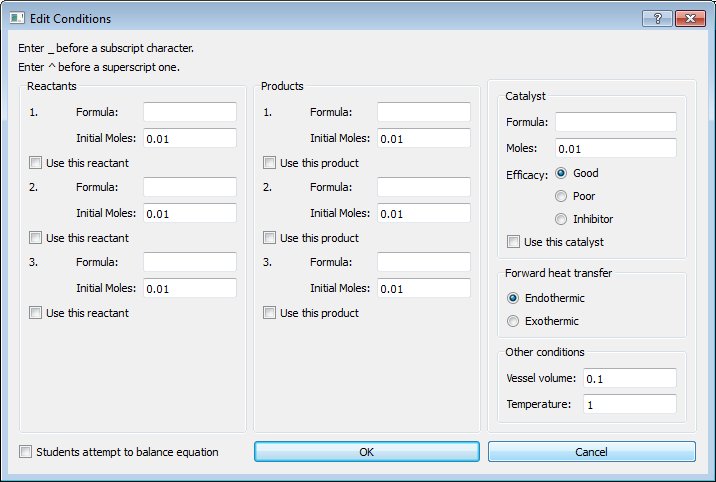 Edit Conditions
?
Enter _ before a subscript character.
Enter ^ before a superscript one.
Reactants
1. Formula:
Initial Moles: 0.01
Use this reactant
2. Formula:
Initial Moles: 0.01
Use this reactant
3. Formula:
Initial Moles: 0.01
Use this reactant
Products
1. Formula:
Initial Moles: 0.01
Use this product
2. Formula:
Initial Moles: 0.01
Use this product
3. Formula:
Initial Moles: 0.01
Use this product
Catalyst
Formula:
Moles: 0.01
Efficacy: Good
Poor
Inhibitor
Use this catalyst
Forward heat transfer
Endothermic
Exothermic
Other conditions
Vessel volume: 0.1
Temperature: 1
Students attempt to balance equation
OK
Cancel